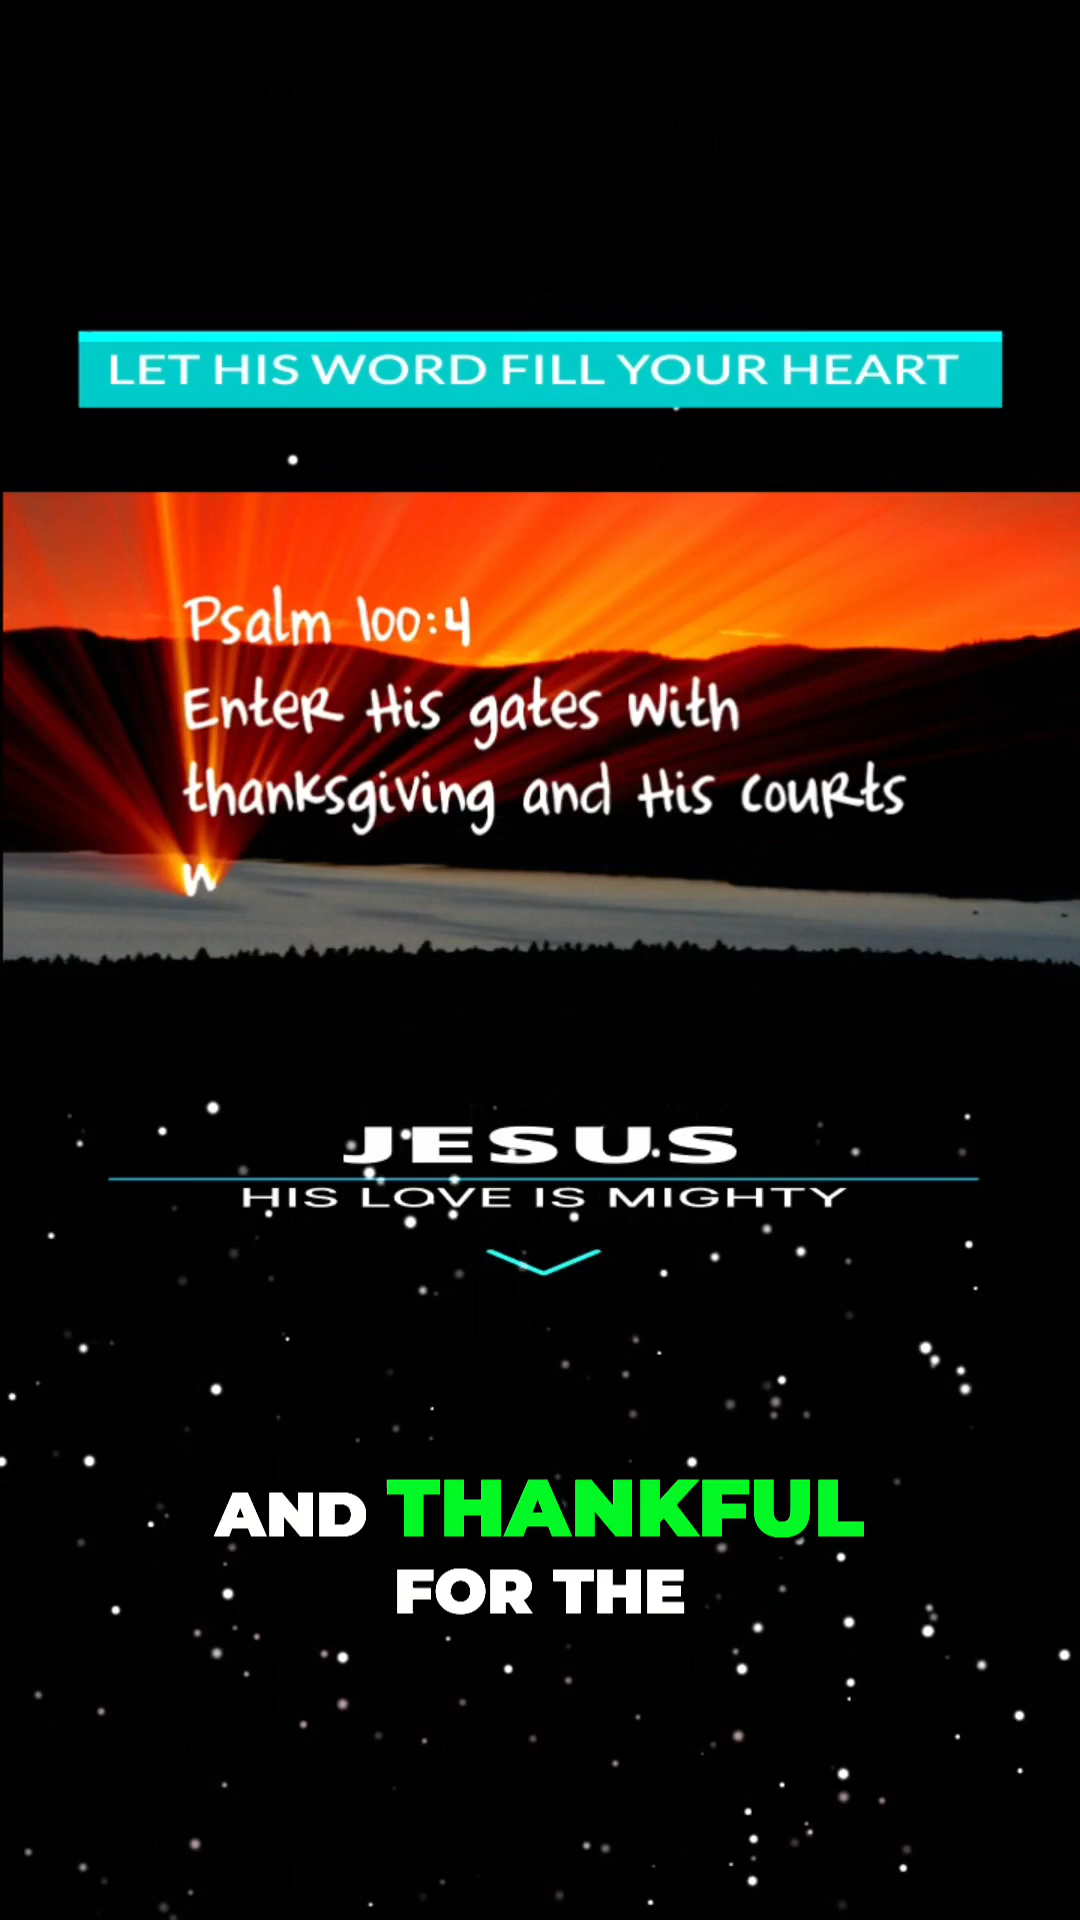 LET HIS WORD FILL YOUR HEART
Psalm 100:4
Enter His gates with
thanksgiving and His courts
w
JESUS
HIS LOVE IS MIGHTY
AND THANKFUL
FOR THE